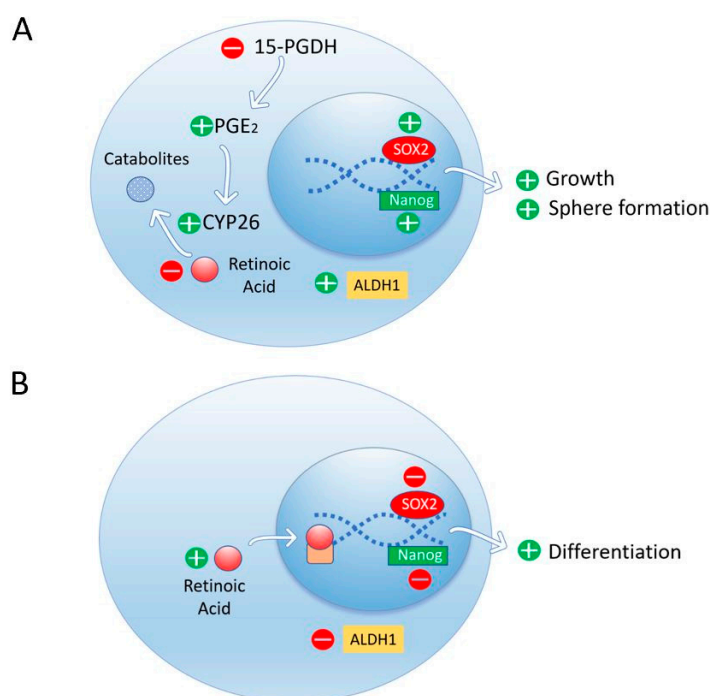 A
15-PGDH
PGE₂
Catabolites
CYP26
Retinoic
Acid
ALDH1
SOX2
Nanog
Growth
Sphere formation
B
Retinoic
Acid
ALDH1
SOX2
Nanog
Differentiation